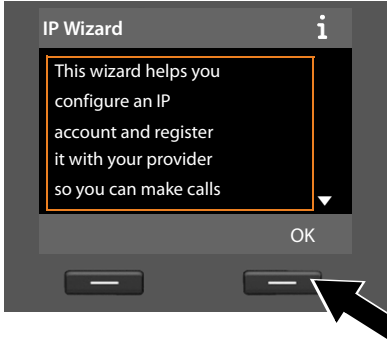 IP Wizard i
This wizard helps you
configure an IP
account and register
it with your provider
so you can make calls
OK